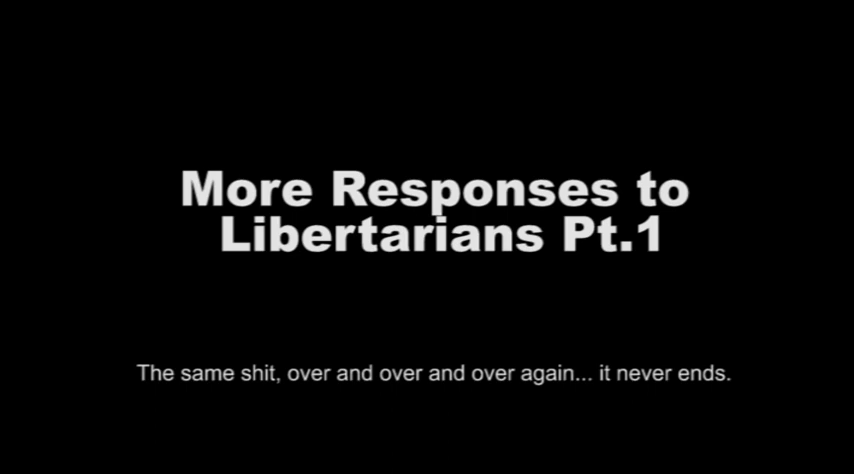 More Responses to
Libertarians Pt.1
The same shit, over and over and over again... it never ends.